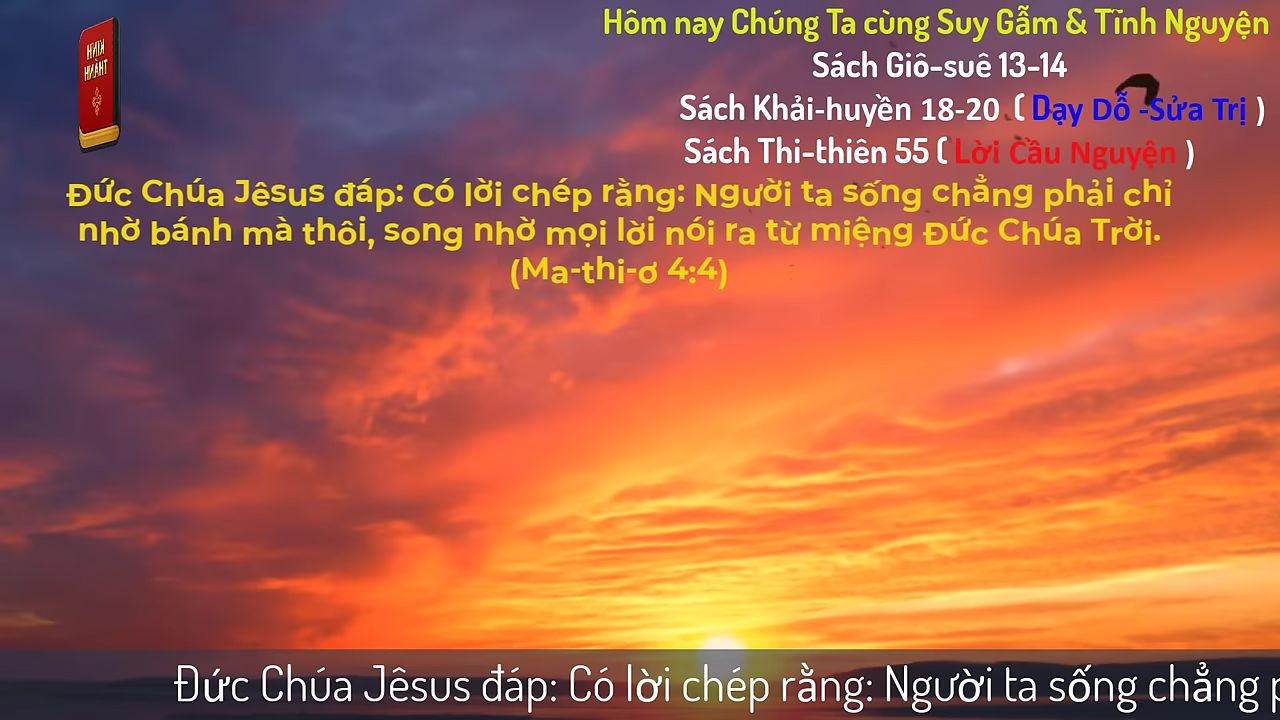 KINH
THÁNH
Hôm nay Chúng Ta cùng Suy Gẫm & Tĩnh Nguyện
Sách Giô-suê 13-14
Sách Khải-huyền 18-20 ( Dạy Dỗ -Sửa Trị )
Sách Thi-thiên 55 ( Lời Cầu Nguyện )
Đức Chúa Jêsus đáp: Có lời chép rằng: Người ta sống chẳng phải chỉ
nhờ bánh mà thôi, song nhờ mọi lời nói ra từ miệng Đức Chúa Trời.
(Ma-thi-ơ 4:4)
Đức Chúa Jêsus đáp: Có lời chép rằng: Người ta sống chẳng p